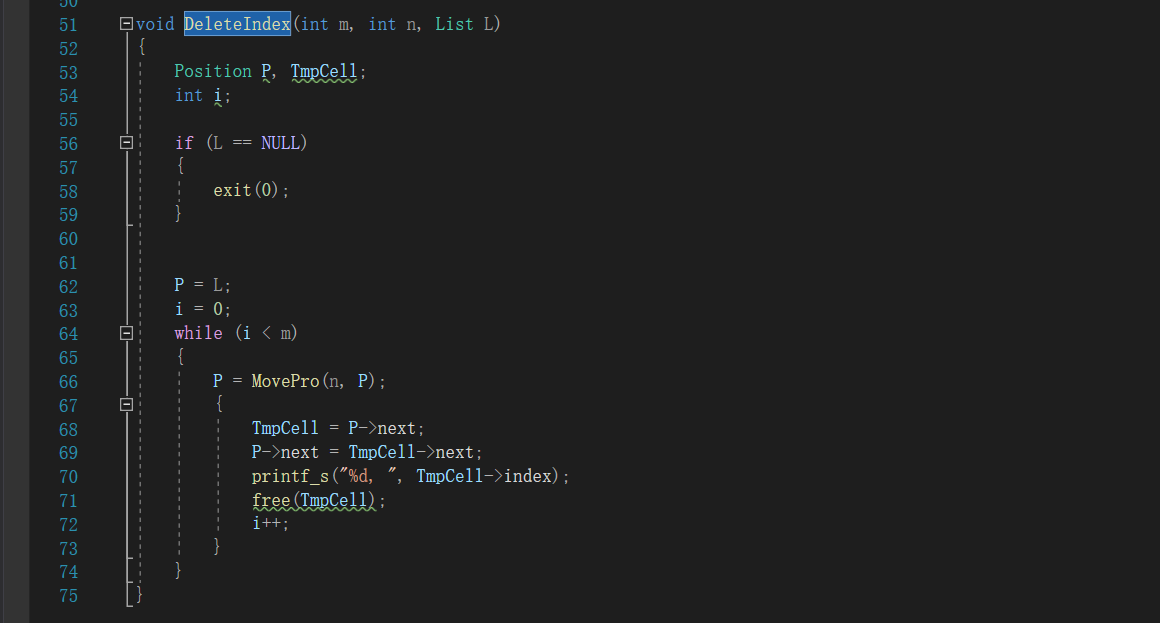 50
51 void DeleteIndex(int m, int n, List L)
52 {
53 Position P, TmpCell;
54 int i;
55
56 if (L == NULL)
57 {
58 exit(0);
59 }
60
61
62 P = L;
63 i = 0;
64 while (i < m)
65 {
66 P = MovePro(n, P);
67 {
68 TmpCell = P->next;
69 P->next = TmpCell->next;
70 printf_s("%d, ", TmpCell->index);
71 free(TmpCell);
72 i++;
73 }
74 }
75 }